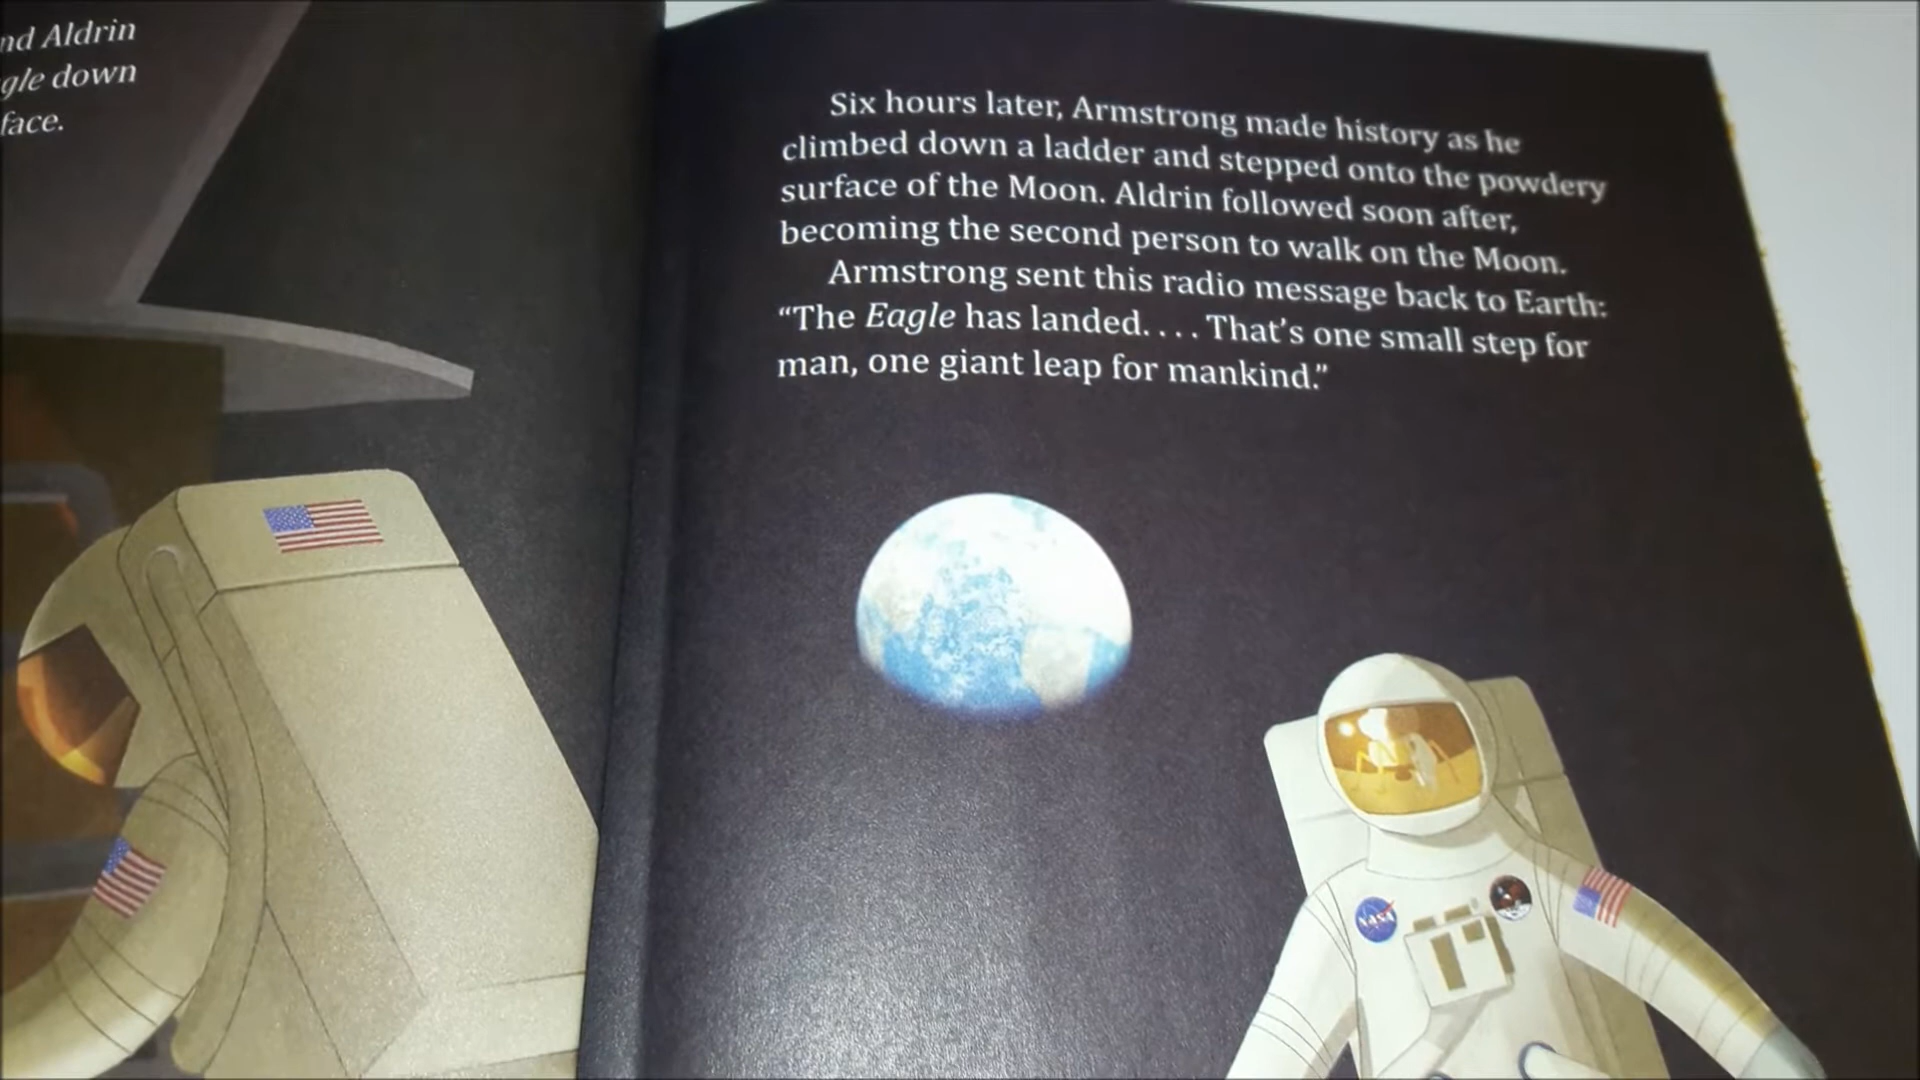 nd Aldrin
gle down
face.
Six hours later, Armstrong made history as he
climbed down a ladder and stepped onto the powdery
surface of the Moon. Aldrin followed soon after,
becoming the second person to walk on the Moon.
Armstrong sent this radio message back to Earth:
“The Eagle has landed. . . . That’s one small step for
man, one giant leap for mankind.”
NASA